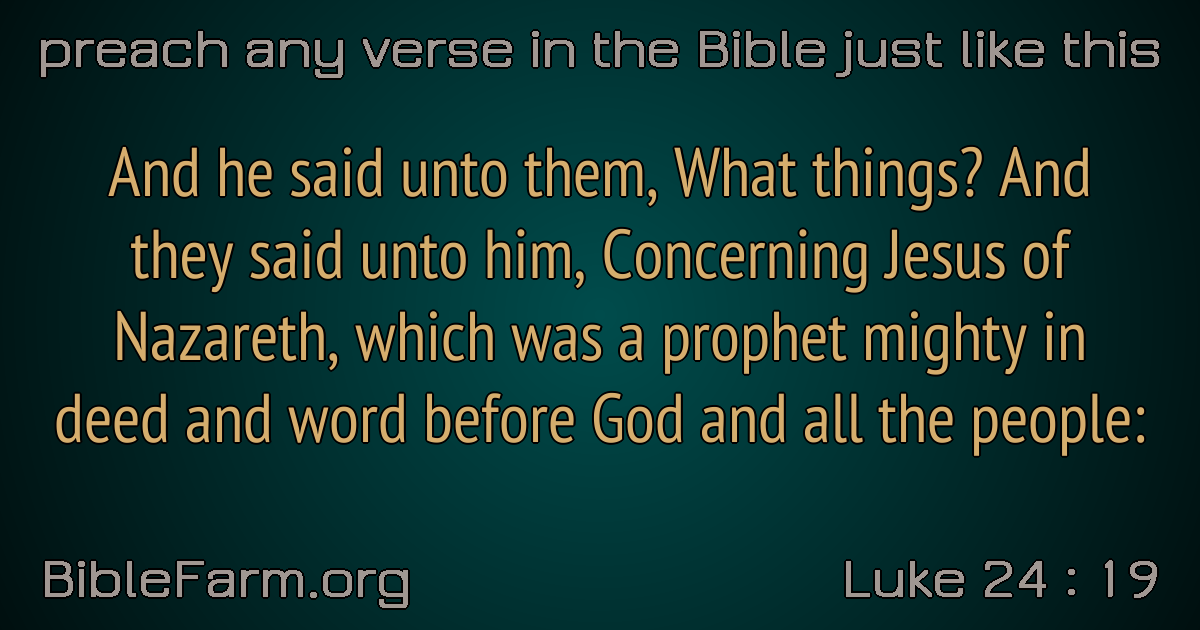 preach any verse in the Bible just like this
And he said unto them, What things? And
they said unto him, Concerning Jesus of
Nazareth, which was a prophet mighty in
deed and word before God and all the people:
BibleFarm.org
Luke 24 : 19